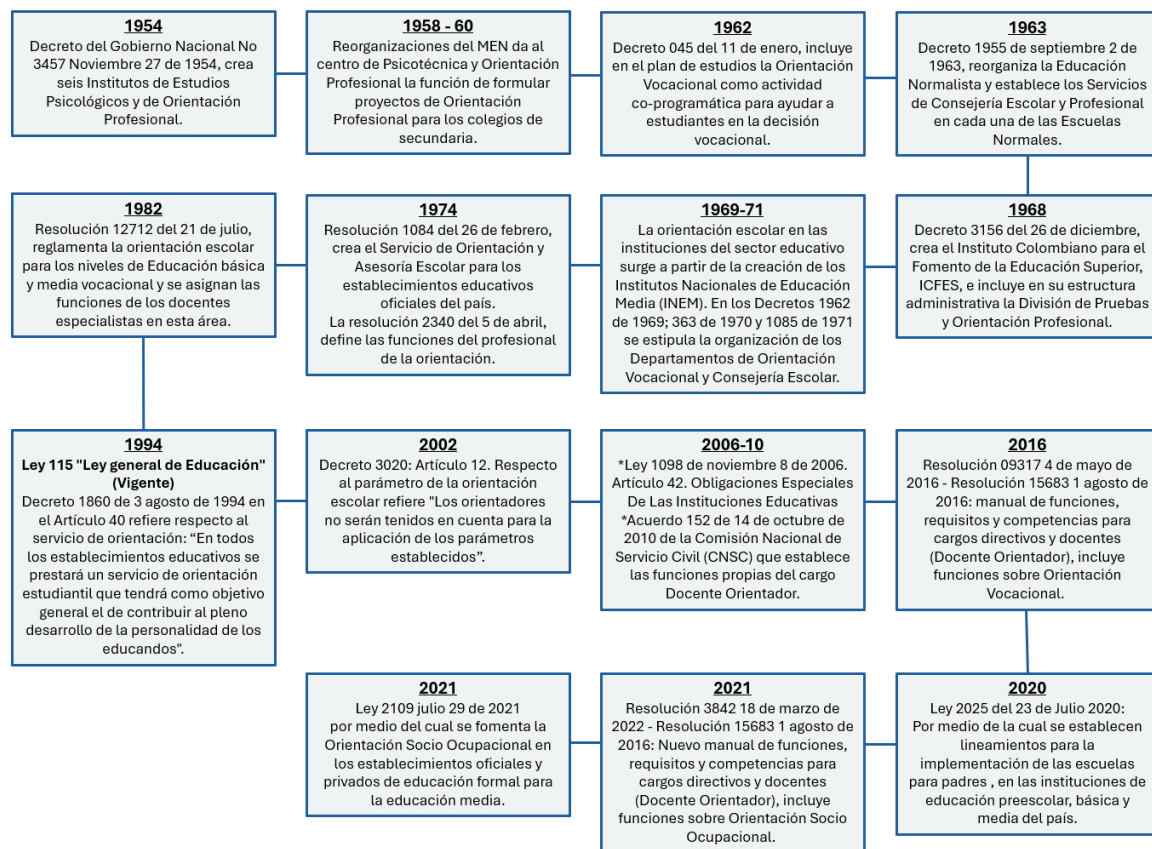 1954
Decreto del Gobierno Nacional No
3457 Noviembre 27 de 1954, crea
seis Institutos de Estudios
Psicológicos y de Orientación
Profesional.
1958 - 60
Reorganizaciones del MEN da al
centro de Psicotécnica y Orientación
Profesional la función de formular
proyectos de Orientación
Profesional para los colegios de
secundaria.
1962
Decreto 045 del 11 de enero, incluye
en el plan de estudios la Orientación
Vocacional como actividad
co-programática para ayudar a
estudiantes en la decisión
vocacional.
1963
Decreto 1955 de septiembre 2 de
1963, reorganiza la Educación
Normalista y establece los Servicios
de Consejería Escolar y Profesional
en cada una de las Escuelas
Normales.
1968
Decreto 3156 del 26 de diciembre,
crea el Instituto Colombiano para el
Fomento de la Educación Superior,
ICFES, e incluye en su estructura
administrativa la División de Pruebas
y Orientación Profesional.
1969-71
La orientación escolar en las
instituciones del sector educativo
surge a partir de la creación de los
Institutos Nacionales de Educación
Media (INEM). En los Decretos 1962
de 1969; 363 de 1970 y 1085 de 1971
se estipula la organización de los
Departamentos de Orientación
Vocacional y Consejería Escolar.
1974
Resolución 1084 del 26 de febrero,
crea el Servicio de Orientación y
Asesoría Escolar para los
establecimientos educativos
oficiales del país.
La resolución 2340 del 5 de abril,
define las funciones del profesional
de la orientación.
1982
Resolución 12712 del 21 de julio,
reglamenta la orientación escolar
para los niveles de Educación básica
y media vocacional y se asignan las
funciones de los docentes
especialistas en esta área.
1994
Ley 115 "Ley general de Educación"
(Vigente)
Decreto 1860 de 3 agosto de 1994 en
el Artículo 40 refiere respecto al
servicio de orientación: “En todos
los establecimientos educativos se
prestará un servicio de orientación
estudiantil que tendrá como objetivo
general el de contribuir al pleno
desarrollo de la personalidad de los
educandos".
2002
Decreto 3020: Artículo 12. Respecto
al parámetro de la orientación
escolar refiere "Los orientadores
no serán tenidos en cuenta para la
aplicación de los parámetros
establecidos”.
2006-10
*Ley 1098 de noviembre 8 de 2006.
Artículo 42. Obligaciones Especiales
De Las Instituciones Educativas
*Acuerdo 152 de 14 de octubre de
2010 de la Comisión Nacional de
Servicio Civil (CNSC) que establece
las funciones propias del cargo
Docente Orientador.
2016
Resolución 09317 4 de mayo de
2016 - Resolución 15683 1 agosto de
2016: manual de funciones,
requisitos y competencias para
cargos directivos y docentes
(Docente Orientador), incluye
funciones sobre Orientación
Vocacional.
2020
Ley 2025 del 23 de Julio 2020:
Por medio de la cual se establecen
lineamientos para la
implementación de las escuelas
para padres , en las instituciones de
educación preescolar, básica y
media del país.
2021
Resolución 3842 18 de marzo de
2022 - Resolución 15683 1 agosto de
2016: Nuevo manual de funciones,
requisitos y competencias para
cargos directivos y docentes
(Docente Orientador), incluye
funciones sobre Orientación Socio
Ocupacional.
2021
Ley 2109 julio 29 de 2021
por medio del cual se fomenta la
Orientación Socio Ocupacional en
los establecimientos oficiales y
privados de educación formal para
la educación media.